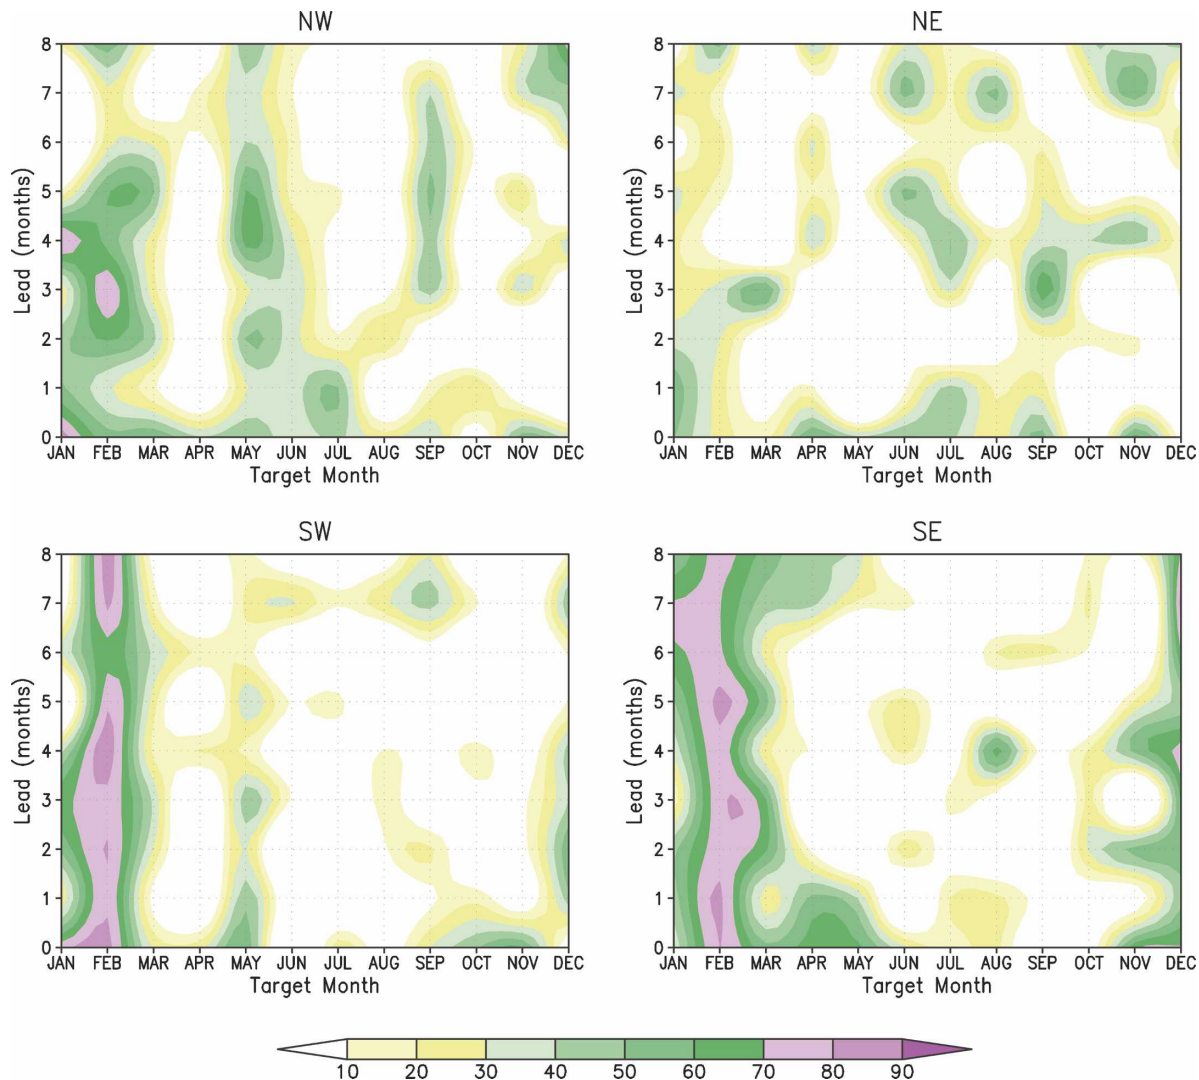 NW
NE
8
7
6
5
4
3
2
1
0
Lead (months)
JAN FEB MAR APR MAY JUN JUL AUG SEP OCT NOV DEC
Target Month
8
7
6
5
4
3
2
1
0
Lead (months)
JAN FEB MAR APR MAY JUN JUL AUG SEP OCT NOV DEC
Target Month
SW
SE
8
7
6
5
4
3
2
1
0
Lead (months)
JAN FEB MAR APR MAY JUN JUL AUG SEP OCT NOV DEC
Target Month
8
7
6
5
4
3
2
1
0
Lead (months)
JAN FEB MAR APR MAY JUN JUL AUG SEP OCT NOV DEC
Target Month
10 20 30 40 50 60 70 80 90